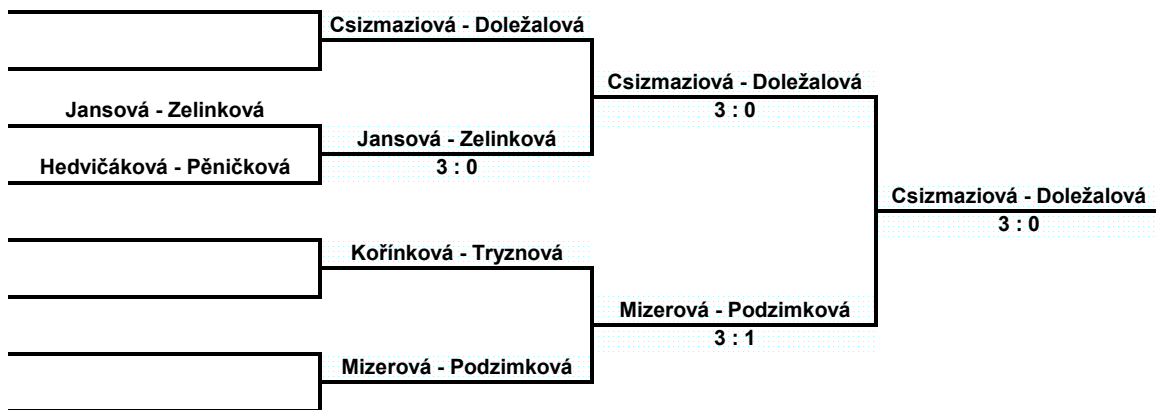 Csizmaziová - Doležalová
Csizmaziová - Doležalová
3 : 0
Jansová - Zelinková
Jansová - Zelinková
3 : 0
Hedvičáková - Pěničková
Csizmaziová - Doležalová
3 : 0
Kořínková - Tryznová
Mizerová - Podzimková
3 : 1
Mizerová - Podzimková